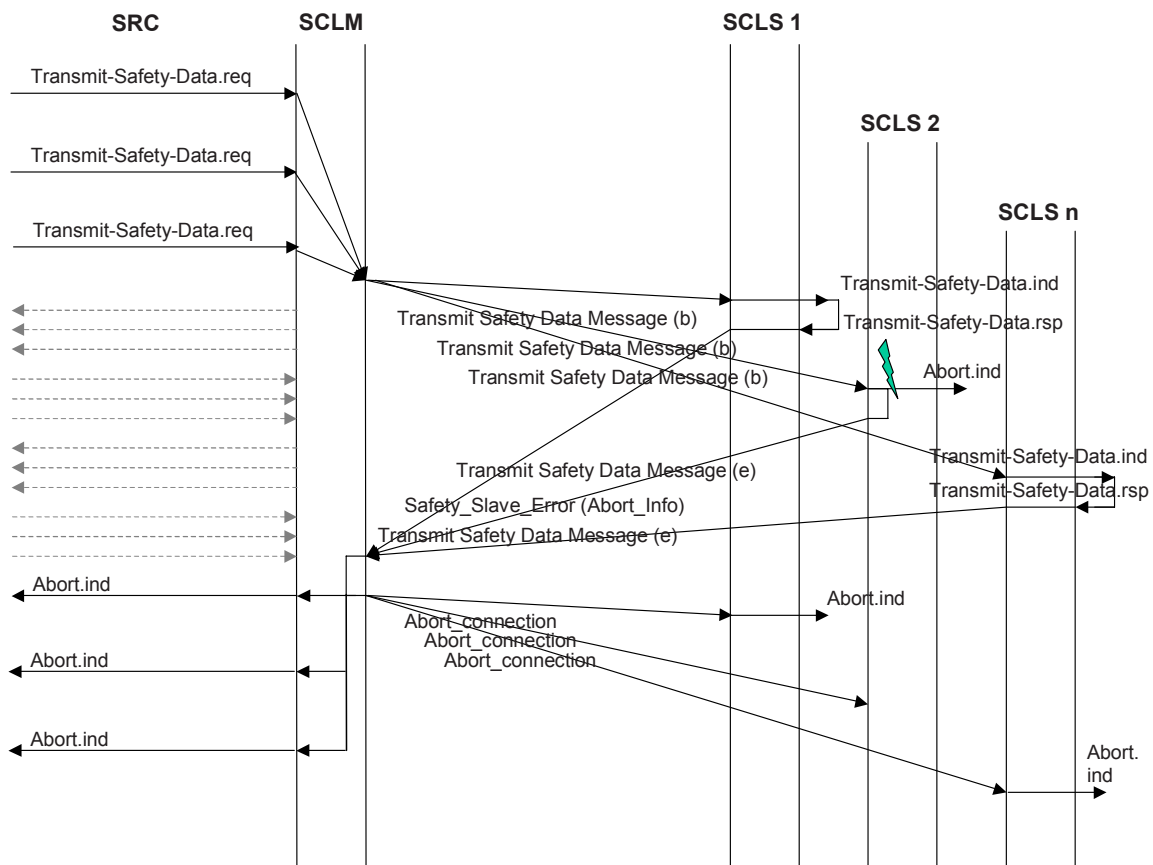 SRC
SCLM
SCLS 1
Transmit-Safety-Data.req
SCLS 2
Transmit-Safety-Data.req
SCLS n
Transmit-Safety-Data.req
Transmit-Safety-Data.ind
Transmit Safety Data Message (b)
Transmit-Safety-Data.rsp
Transmit Safety Data Message (b)
Transmit Safety Data Message (b)
Abort.ind
Transmit-Safety-Data.ind
Transmit Safety Data Message (e)
Transmit-Safety-Data.rsp
Safety_Slave_Error (Abort_Info)
Transmit Safety Data Message (e)
Abort.ind
Abort.ind
Abort_connection
Abort_connection
Abort_connection
Abort.ind
Abort.ind
Abort.
ind